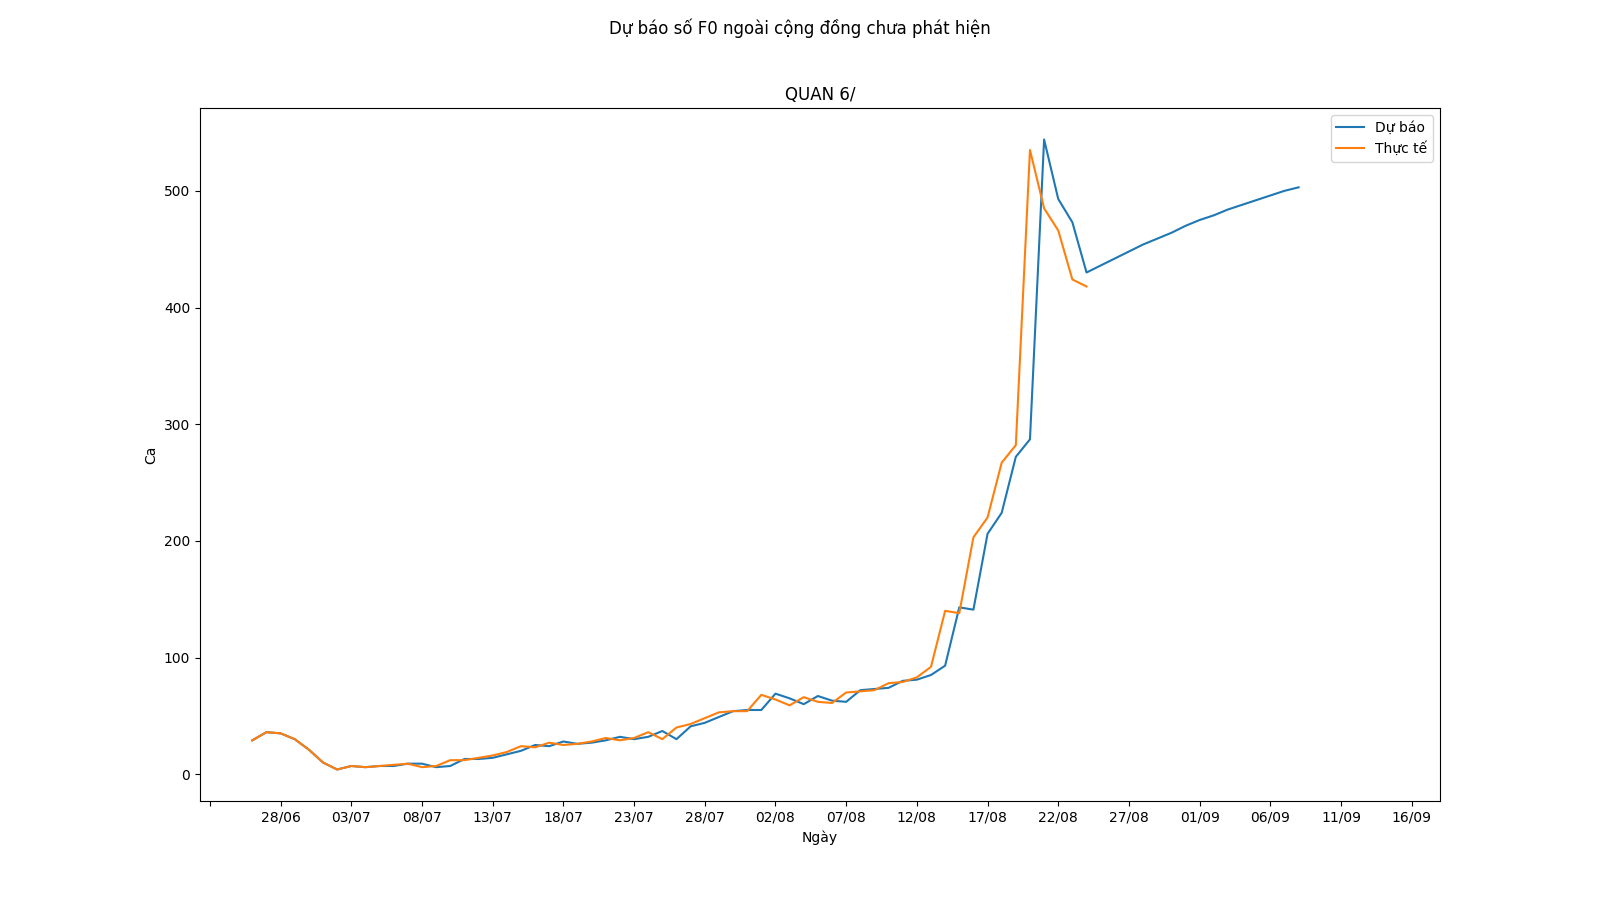 Dự báo số F0 ngoài cộng đồng chưa phát hiện
QUAN 6/
Dự báo
Thực tế
500
400
300
200
100
0
Ca
28/06 03/07 08/07 13/07 18/07 23/07 28/07 02/08 07/08 12/08 17/08 22/08 27/08 01/09 06/09 11/09 16/09
Ngày